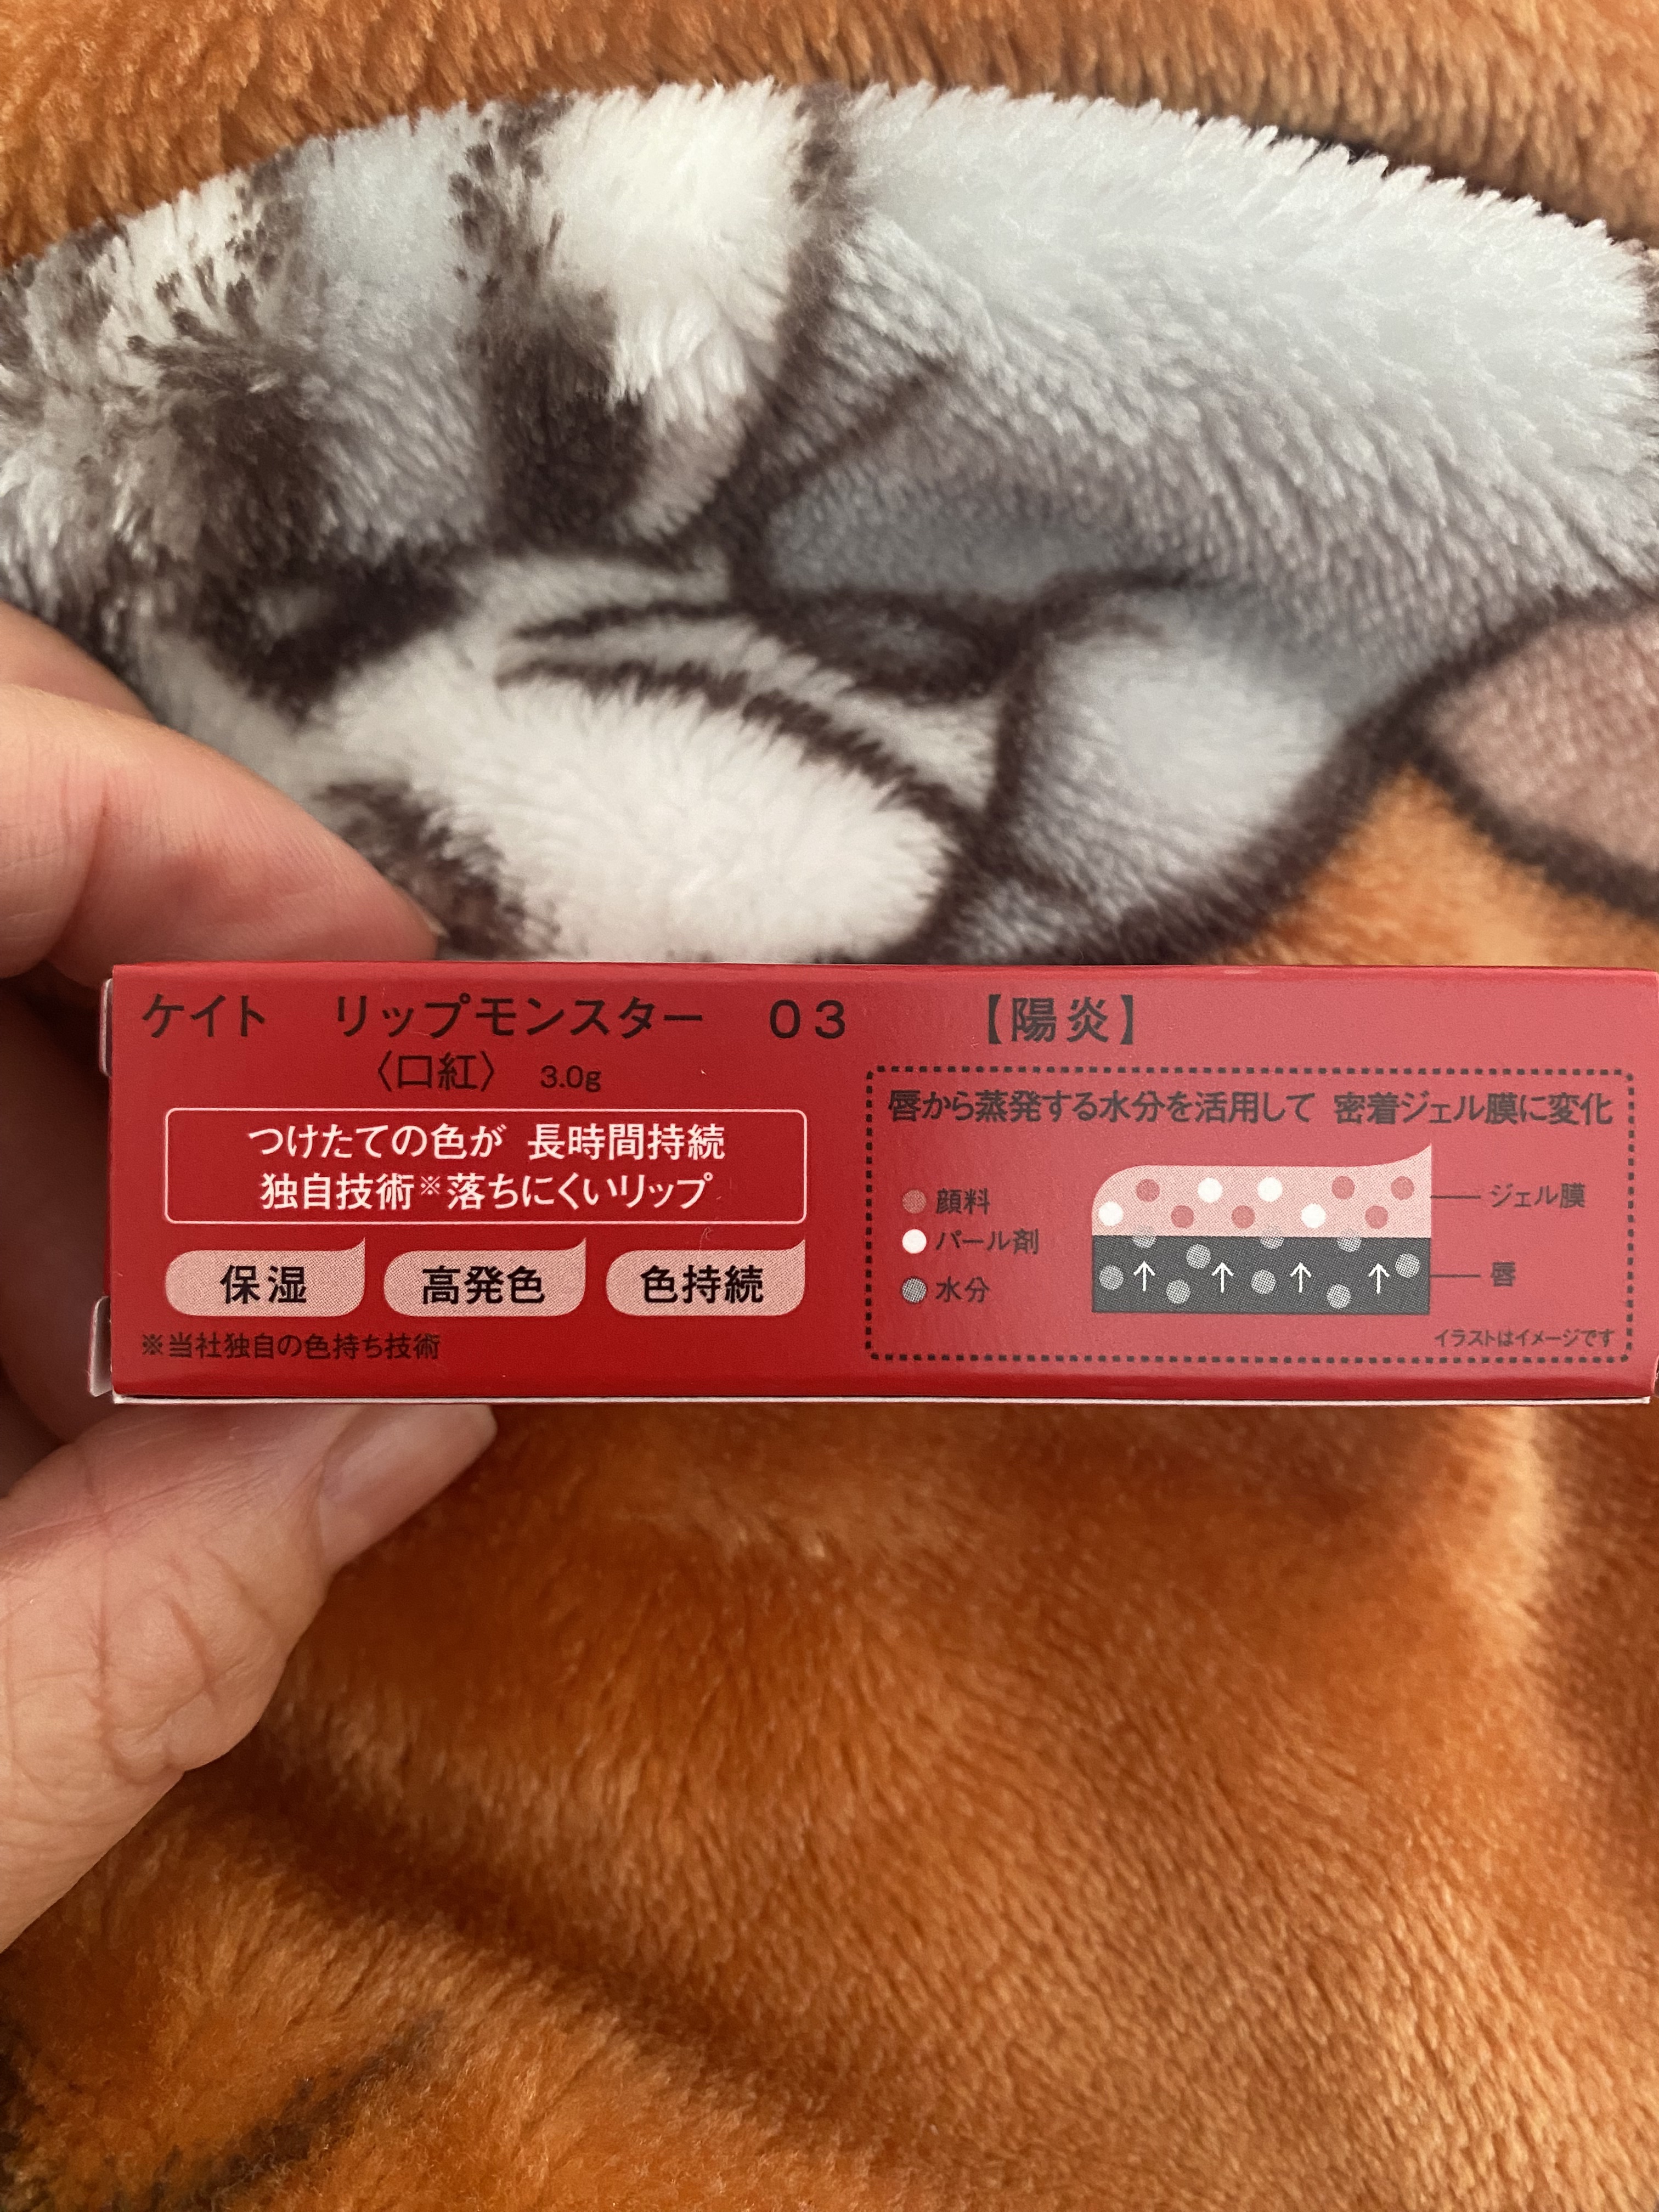 ケイト リップモンスター 03 【陽炎】
〈口紅〉 3.0g
つけたての色が 長時間持続
独自技術※落ちにくいリップ
保湿 高発色 色持続
※当社独自の色持ち技術
唇から蒸発する水分を活用して 密着ジェル膜に変化
顔料
パール剤
水分
ジェル膜
唇
イラストはイメージです